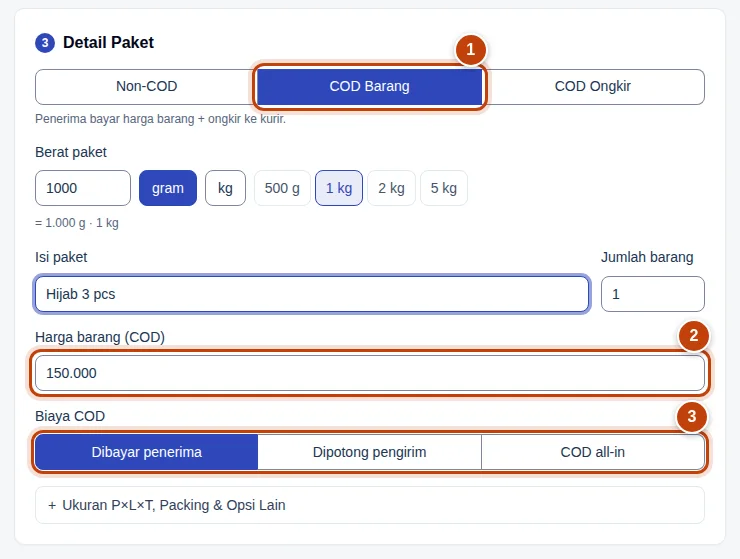 3 Detail Paket
1
Non-COD COD Barang COD Ongkir
Penerima bayar harga barang + ongkir ke kurir.
Berat paket
1000 gram kg 500 g 1 kg 2 kg 5 kg
= 1.000 g · 1 kg
Isi paket Jumlah barang
Hijab 3 pcs 1
Harga barang (COD) 2
150.000
Biaya COD 3
Dibayar penerima Dipotong pengirim COD all-in
+ Ukuran P×L×T, Packing & Opsi Lain